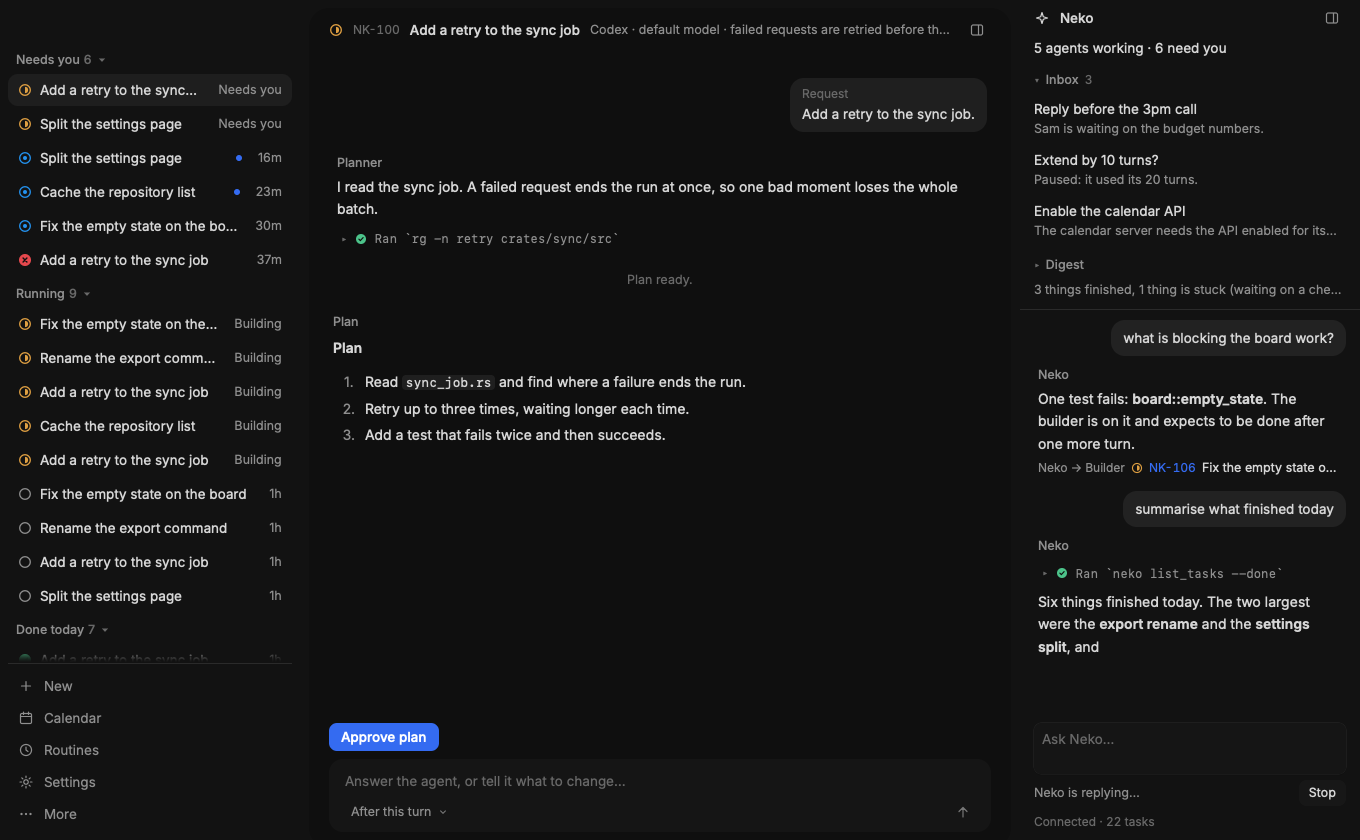 Needs you 6
Add a retry to the sync... Needs you
Split the settings page Needs you
Split the settings page 16m
Cache the repository list 23m
Fix the empty state on the bo... 30m
Add a retry to the sync job 37m
Running 9
Fix the empty state on the... Building
Rename the export comm... Building
Add a retry to the sync job Building
Cache the repository list Building
Add a retry to the sync job Building
Fix the empty state on the board 1h
Rename the export command 1h
Add a retry to the sync job 1h
Split the settings page 1h
Done today 7
Add a retry to the sync job 1h
New
Calendar
Routines
Settings
More
NK-100 Add a retry to the sync job Codex · default model · failed requests are retried before th...
Request
Add a retry to the sync job.
Planner
I read the sync job. A failed request ends the run at once, so one bad moment loses the whole
batch.
Ran `rg -n retry crates/sync/src`
Plan ready.
Plan
Plan
1. Read sync_job.rs and find where a failure ends the run.
2. Retry up to three times, waiting longer each time.
3. Add a test that fails twice and then succeeds.
Approve plan
Answer the agent, or tell it what to change...
After this turn
Neko
5 agents working · 6 need you
Inbox 3
Reply before the 3pm call
Sam is waiting on the budget numbers.
Extend by 10 turns?
Paused: it used its 20 turns.
Enable the calendar API
The calendar server needs the API enabled for its...
Digest
3 things finished, 1 thing is stuck (waiting on a che...
what is blocking the board work?
Neko
One test fails: board::empty_state. The
builder is on it and expects to be done after
one more turn.
Neko → Builder NK-106 Fix the empty state o...
summarise what finished today
Neko
Ran `neko list_tasks --done`
Six things finished today. The two largest
were the export rename and the settings
split, and
Ask Neko...
Neko is replying... Stop
Connected · 22 tasks